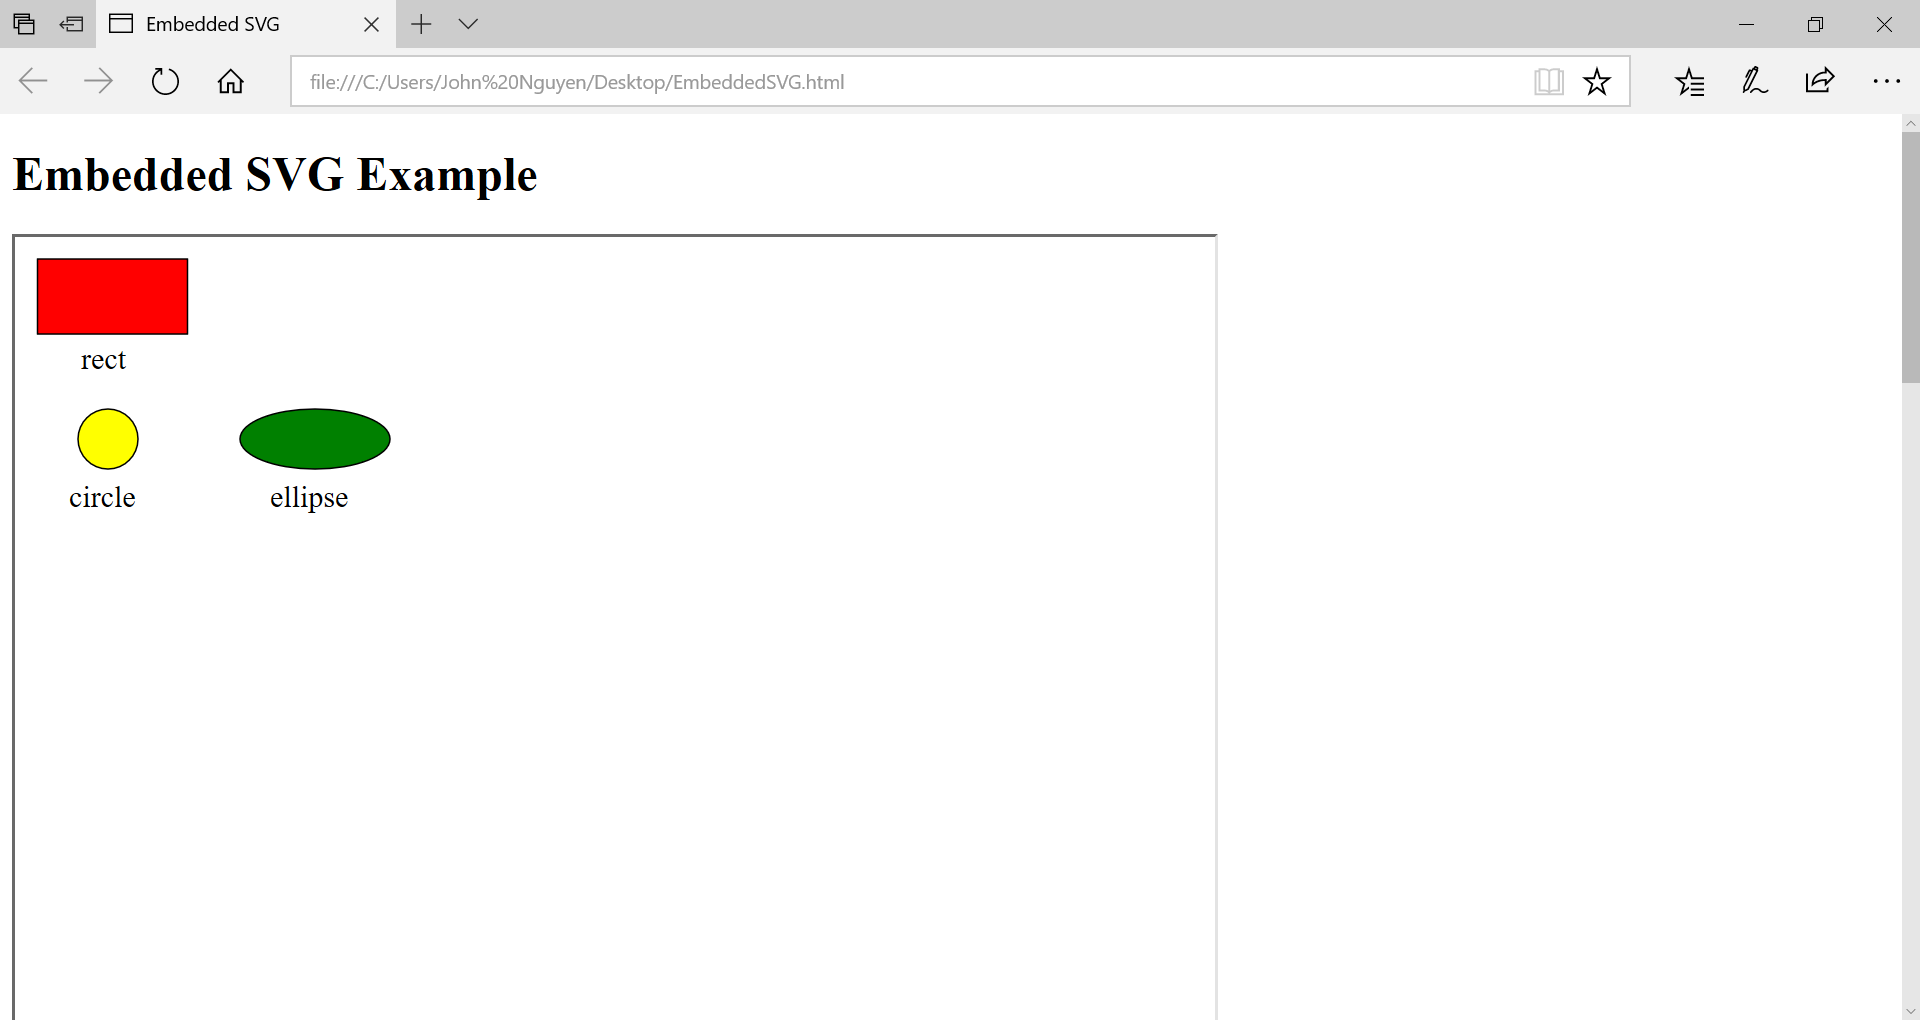 Embedded SVG
file:///C:/Users/John%20Nguyen/Desktop/EmbeddedSVG.html
Embedded SVG Example
rect
circle ellipse